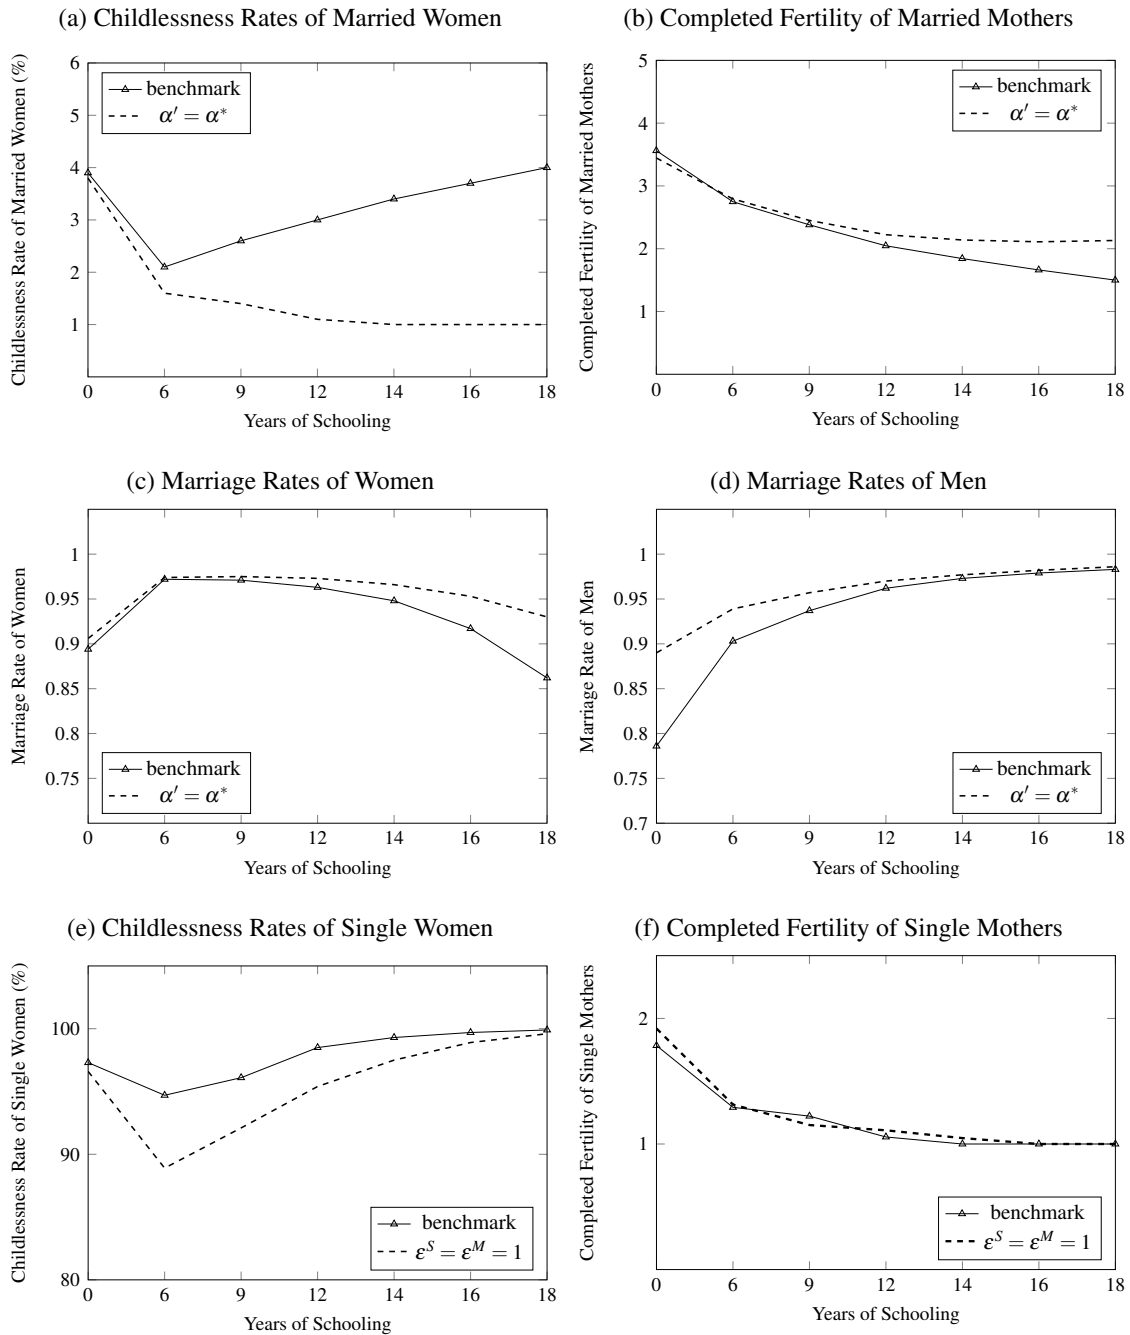 (a) Childlessness Rates of Married Women
Childlessness Rate of Married Women (%)
6
5
4
3
2
1
benchmark
α′ = α*
0 6 9 12 14 16 18
Years of Schooling
(b) Completed Fertility of Married Mothers
Completed Fertility of Married Mothers
5
4
3
2
1
benchmark
α′ = α*
0 6 9 12 14 16 18
Years of Schooling
(c) Marriage Rates of Women
Marriage Rate of Women
1
0.95
0.9
0.85
0.8
0.75
benchmark
α′ = α*
0 6 9 12 14 16 18
Years of Schooling
(d) Marriage Rates of Men
Marriage Rate of Men
1
0.95
0.9
0.85
0.8
0.75
0.7
benchmark
α′ = α*
0 6 9 12 14 16 18
Years of Schooling
(e) Childlessness Rates of Single Women
Childlessness Rate of Single Women (%)
100
90
80
benchmark
εᔆ = εᴹ = 1
0 6 9 12 14 16 18
Years of Schooling
(f) Completed Fertility of Single Mothers
Completed Fertility of Single Mothers
2
1
benchmark
εᔆ = εᴹ = 1
0 6 9 12 14 16 18
Years of Schooling